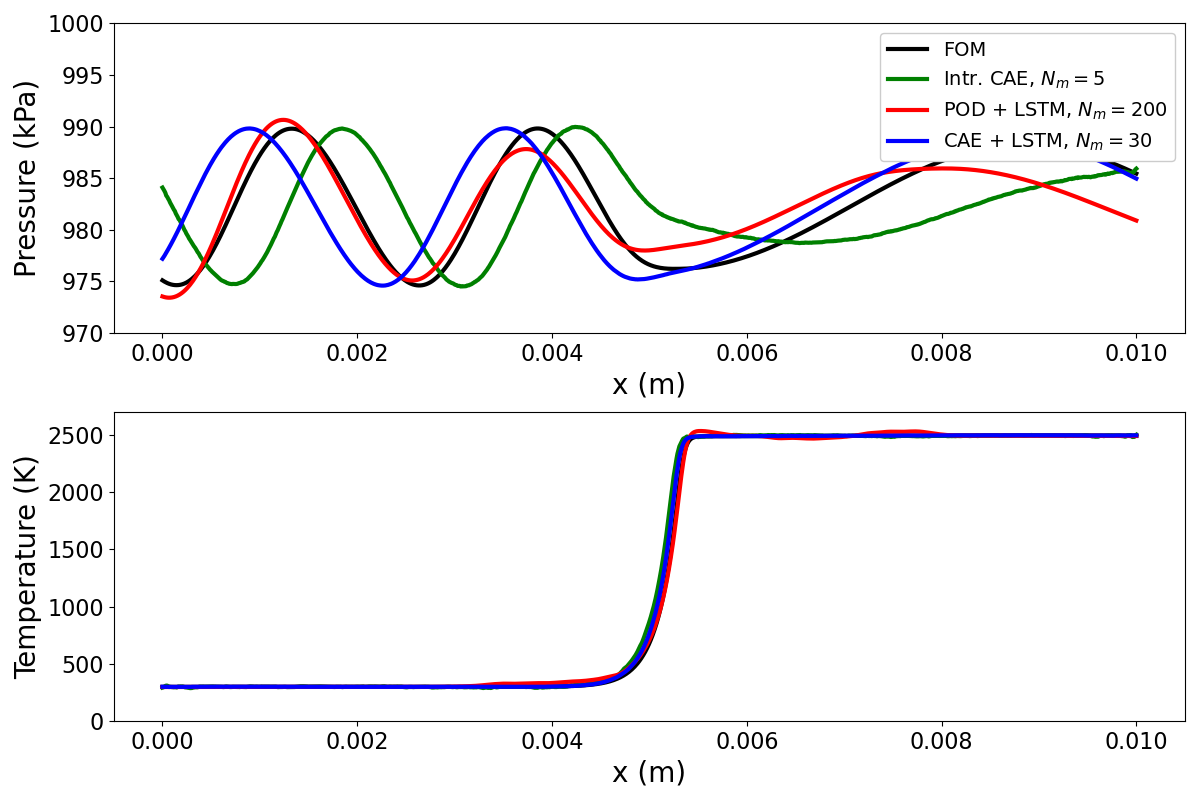 1000
995
990
985
980
975
970
Pressure (kPa)
FOM
Intr. CAE, $N_m = 5$
POD + LSTM, $N_m = 200$
CAE + LSTM, $N_m = 30$
0.000 0.002 0.004 0.006 0.008 0.010
x (m)
2500
2000
1500
1000
500
0
Temperature (K)
0.000 0.002 0.004 0.006 0.008 0.010
x (m)